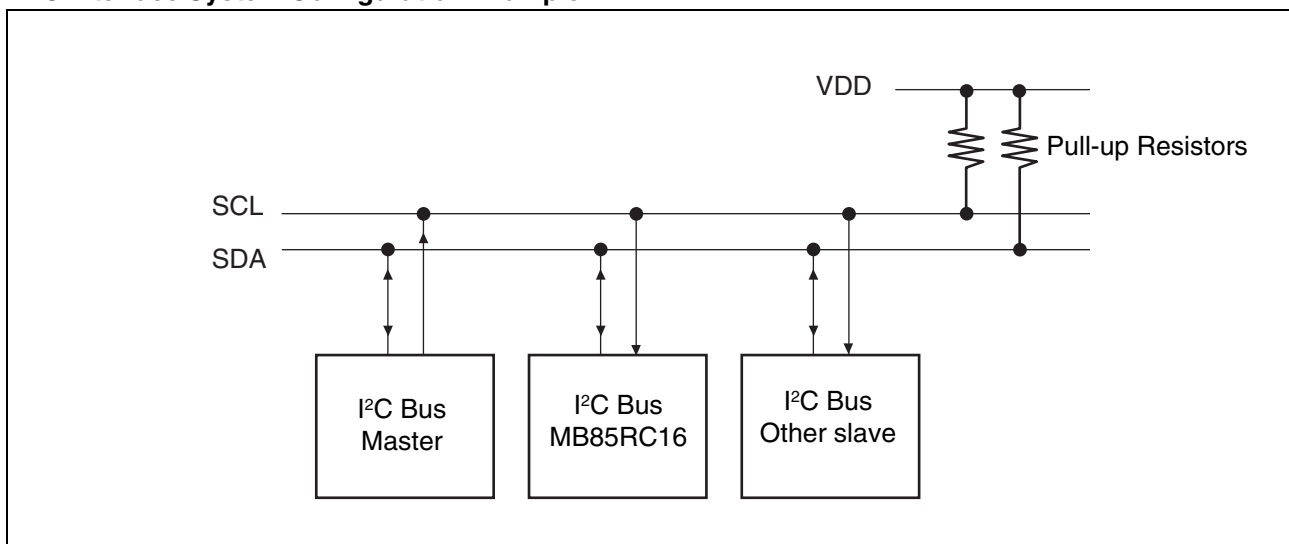 VDD
Pull-up Resistors
SCL
SDA
I²C Bus
Master
I²C Bus
MB85RC16
I²C Bus
Other slave